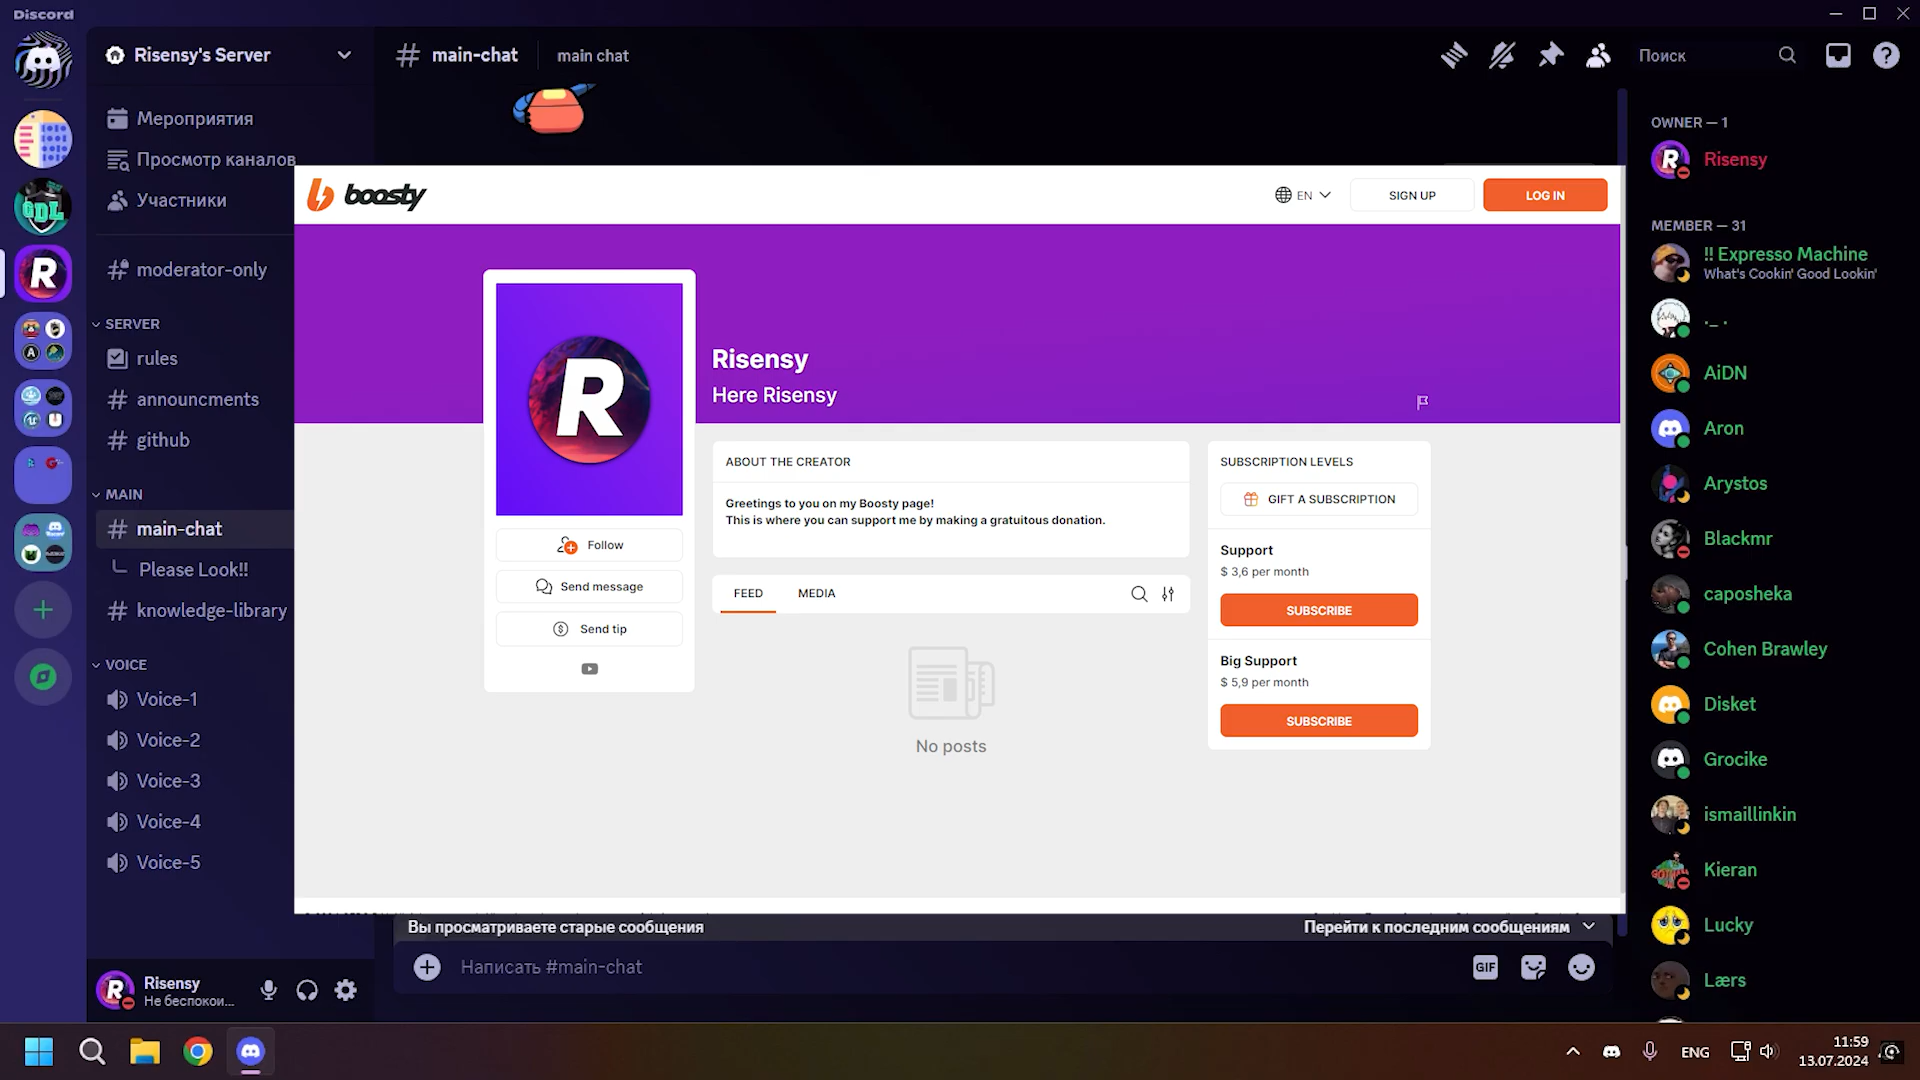 Discord
Risensy's Server
Мероприятия
Просмотр каналов
Участники
moderator-only
SERVER
rules
announcments
github
MAIN
main-chat
Please Look!!
knowledge-library
VOICE
Voice-1
Voice-2
Voice-3
Voice-4
Voice-5
Risensy
Не беспокои...
main-chat
main chat
Поиск
boosty
EN
SIGN UP
LOG IN
R
Risensy
Here Risensy
Follow
Send message
Send tip
ABOUT THE CREATOR
Greetings to you on my Boosty page!
This is where you can support me by making a gratuitous donation.
FEED
MEDIA
No posts
SUBSCRIPTION LEVELS
GIFT A SUBSCRIPTION
Support
$ 3,6 per month
SUBSCRIBE
Big Support
$ 5,9 per month
SUBSCRIBE
Вы просматриваете старые сообщения
Перейти к последним сообщениям
Написать #main-chat
GIF
OWNER — 1
Risensy
MEMBER — 31
!! Expresso Machine
What's Cookin' Good Lookin'
._ .
AiDN
Aron
Arystos
Blackmr
caposheka
Cohen Brawley
Disket
Grocike
ismaillinkin
Kieran
Lucky
Lærs
GDL
R
ENG
11:59
13.07.2024